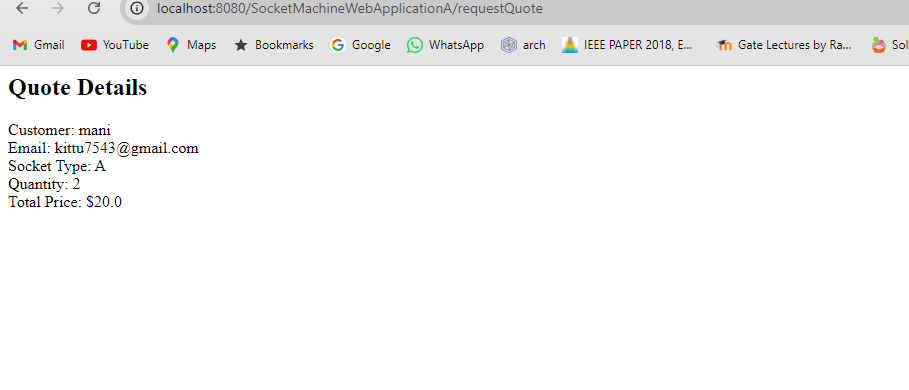 localhost:8080/SocketMachineWebApplicationA/requestQuote
Gmail YouTube Maps Bookmarks Google WhatsApp arch IEEE PAPER 2018, E... Gate Lectures by Ra... Sol
Quote Details
Customer: mani
Email: kittu7543@gmail.com
Socket Type: A
Quantity: 2
Total Price: $20.0